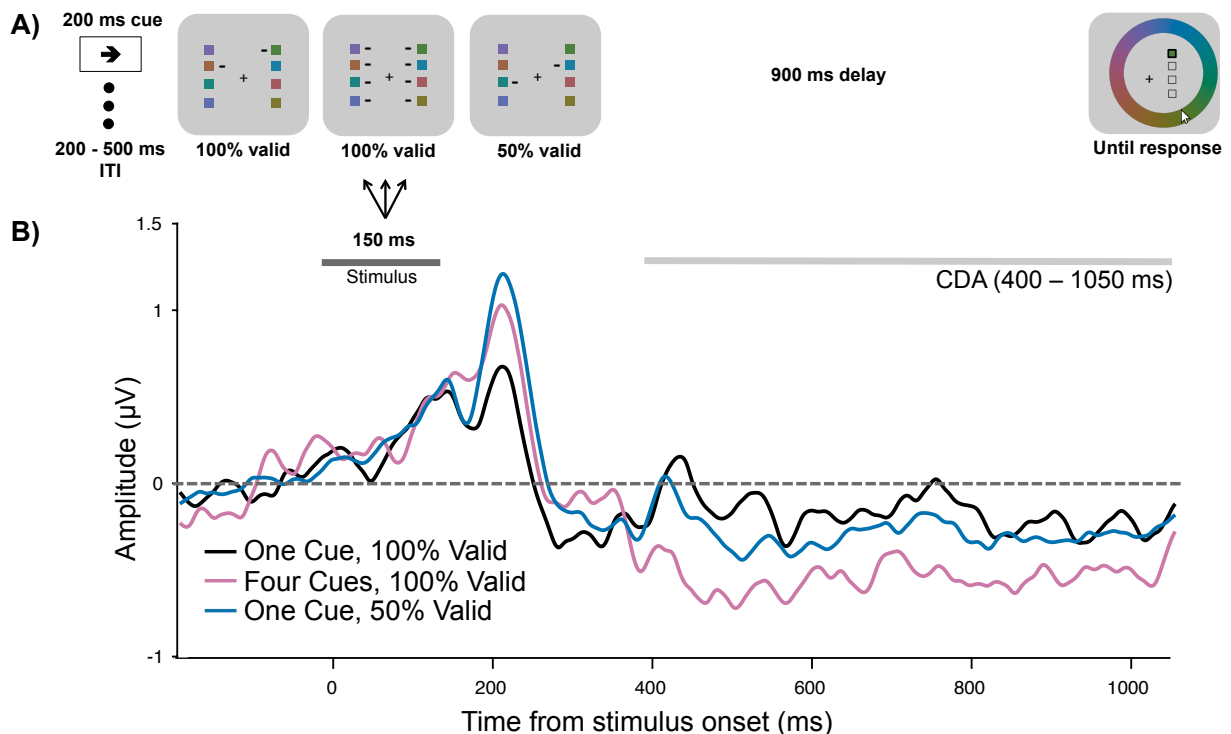 A)
200 ms cue
200 - 500 ms
ITI
100% valid
100% valid
50% valid
900 ms delay
Until response
B)
150 ms
Stimulus
CDA (400 – 1050 ms)
1.5
1
0
-1
Amplitude (µV)
One Cue, 100% Valid
Four Cues, 100% Valid
One Cue, 50% Valid
0 200 400 600 800 1000
Time from stimulus onset (ms)